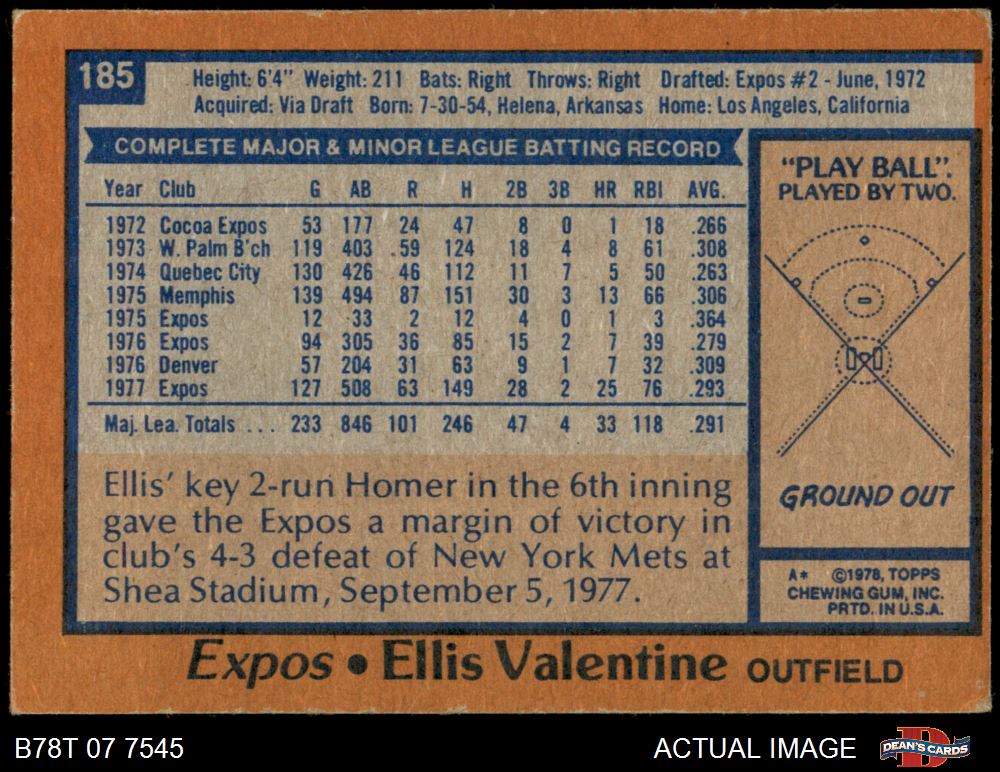 185
Height: 6'4" Weight: 211 Bats: Right Throws: Right Drafted: Expos #2 - June, 1972
Acquired: Via Draft Born: 7-30-54, Helena, Arkansas Home: Los Angeles, California
COMPLETE MAJOR & MINOR LEAGUE BATTING RECORD
Year Club G AB R H 2B 3B HR RBI AVG.
1972 Cocoa Expos 53 177 24 47 8 0 1 18 .266
1973 W. Palm B'ch 119 403 59 124 18 4 8 61 .308
1974 Quebec City 130 426 46 112 11 7 5 50 .263
1975 Memphis 139 494 87 151 30 3 13 66 .306
1975 Expos 12 33 2 12 4 0 1 3 .364
1976 Expos 94 305 36 85 15 2 7 39 .279
1976 Denver 57 204 31 63 9 1 7 32 .309
1977 Expos 127 508 63 149 28 2 25 76 .293
Maj. Lea. Totals ... 233 846 101 246 47 4 33 118 .291
Ellis' key 2-run Homer in the 6th inning
gave the Expos a margin of victory in
club's 4-3 defeat of New York Mets at
Shea Stadium, September 5, 1977.
"PLAY BALL".
PLAYED BY TWO.
GROUND OUT
A* ©1978, TOPPS
CHEWING GUM, INC.
PRTD. IN U.S.A.
Expos • Ellis Valentine OUTFIELD
B78T 07 7545
ACTUAL IMAGE
D
DEAN'S CARDS